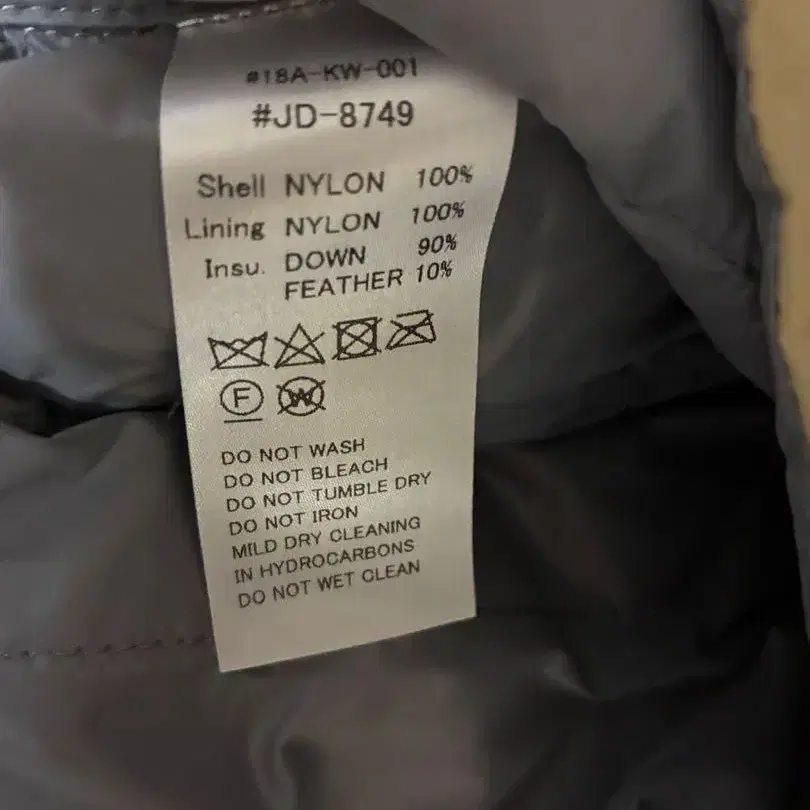 #18A-KW-001
#JD-8749
Shell NYLON 100%
Lining NYLON 100%
Insu. DOWN 90%
FEATHER 10%
F W
DO NOT WASH
DO NOT BLEACH
DO NOT TUMBLE DRY
DO NOT IRON
MILD DRY CLEANING
IN HYDROCARBONS
DO NOT WET CLEAN